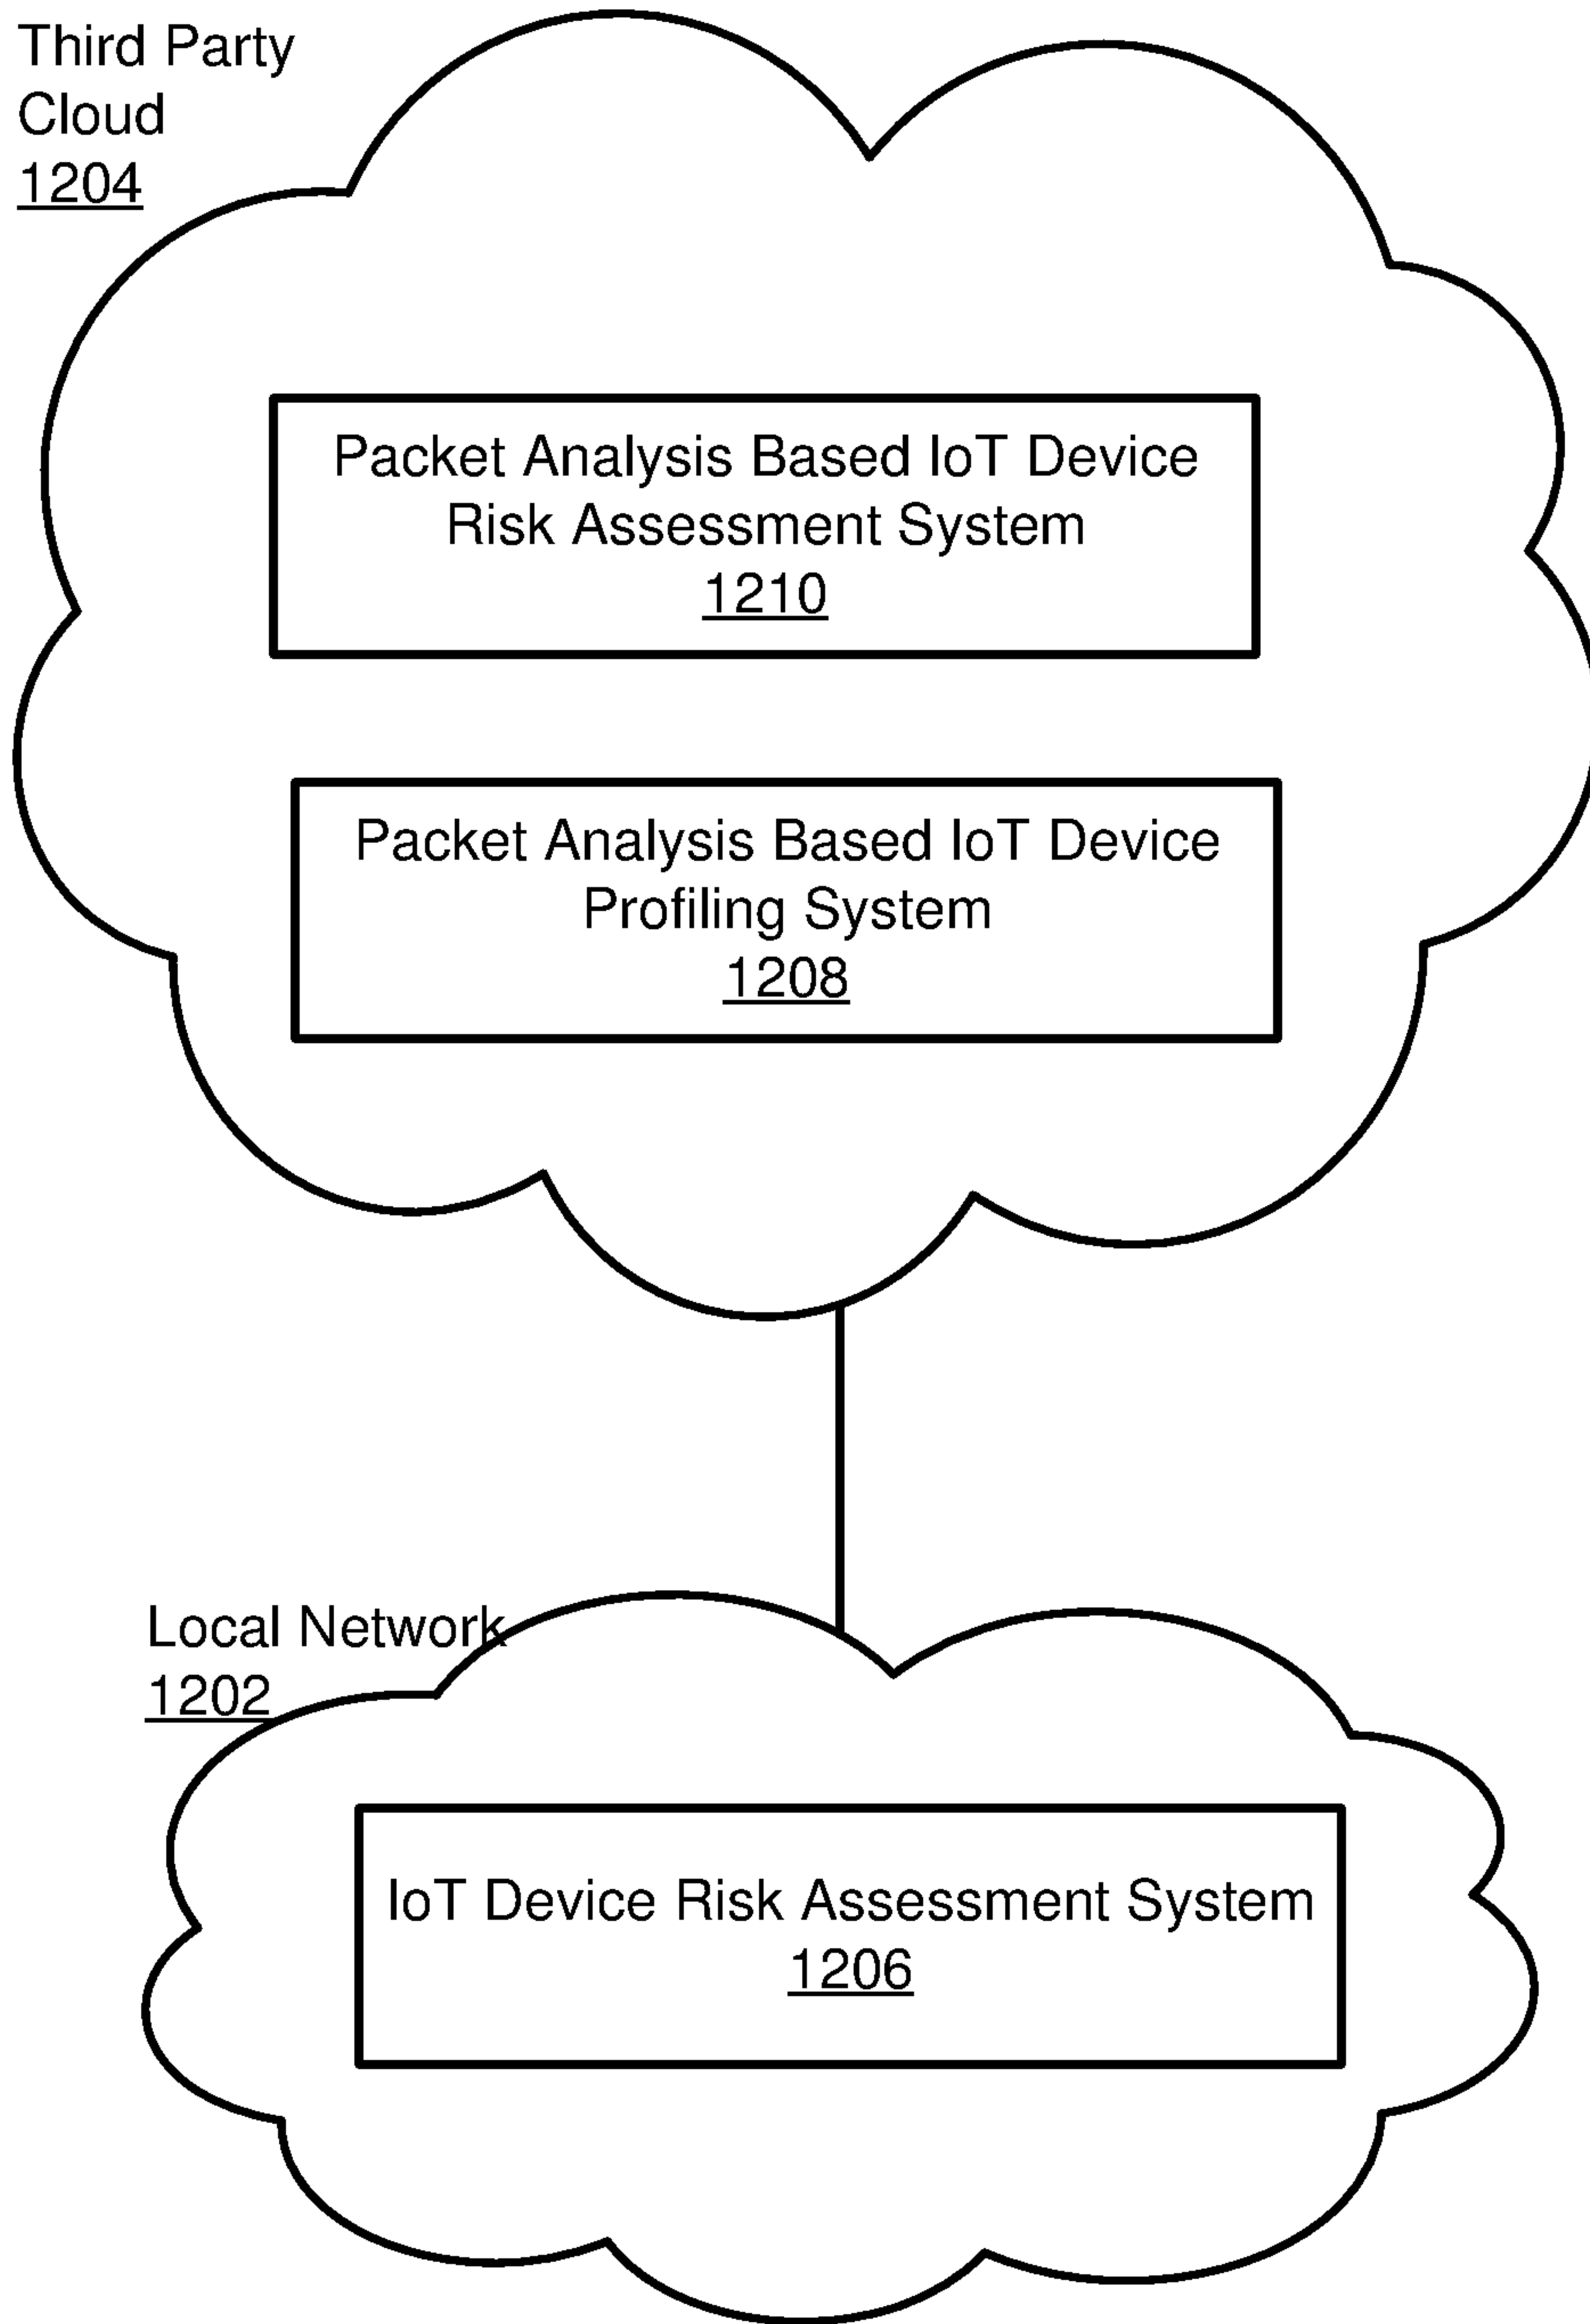 Third Party
Cloud
1204
Packet Analysis Based IoT Device
Risk Assessment System
1210
Packet Analysis Based IoT Device
Profiling System
1208
Local Network
1202
IoT Device Risk Assessment System
1206